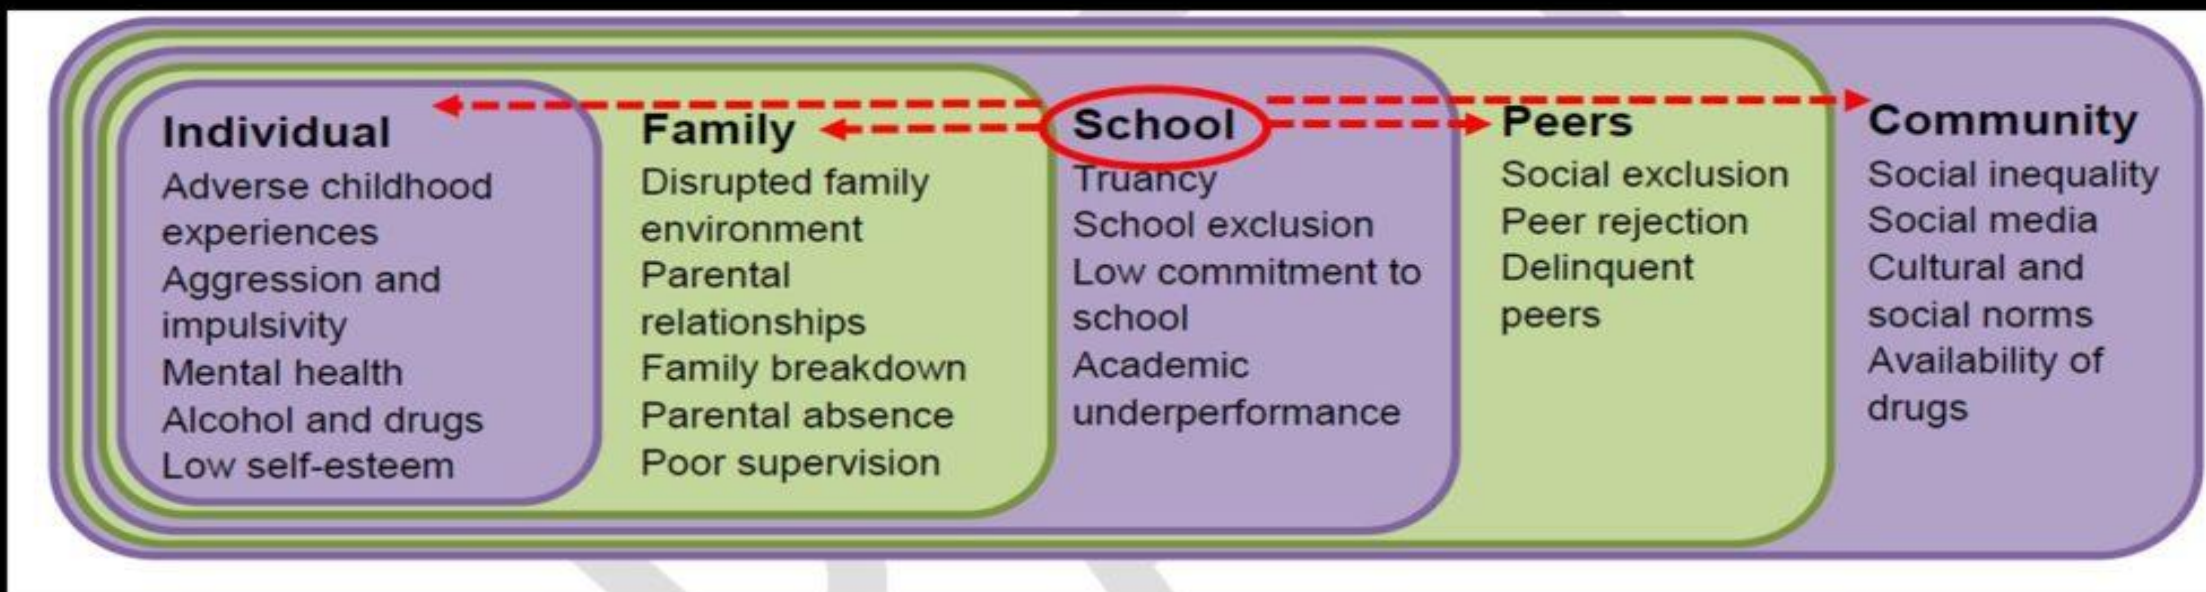 Individual
Adverse childhood
experiences
Aggression and
impulsivity
Mental health
Alcohol and drugs
Low self-esteem
Family
Disrupted family
environment
Parental
relationships
Family breakdown
Parental absence
Poor supervision
School
Truancy
School exclusion
Low commitment to
school
Academic
underperformance
Peers
Social exclusion
Peer rejection
Delinquent
peers
Community
Social inequality
Social media
Cultural and
social norms
Availability of
drugs